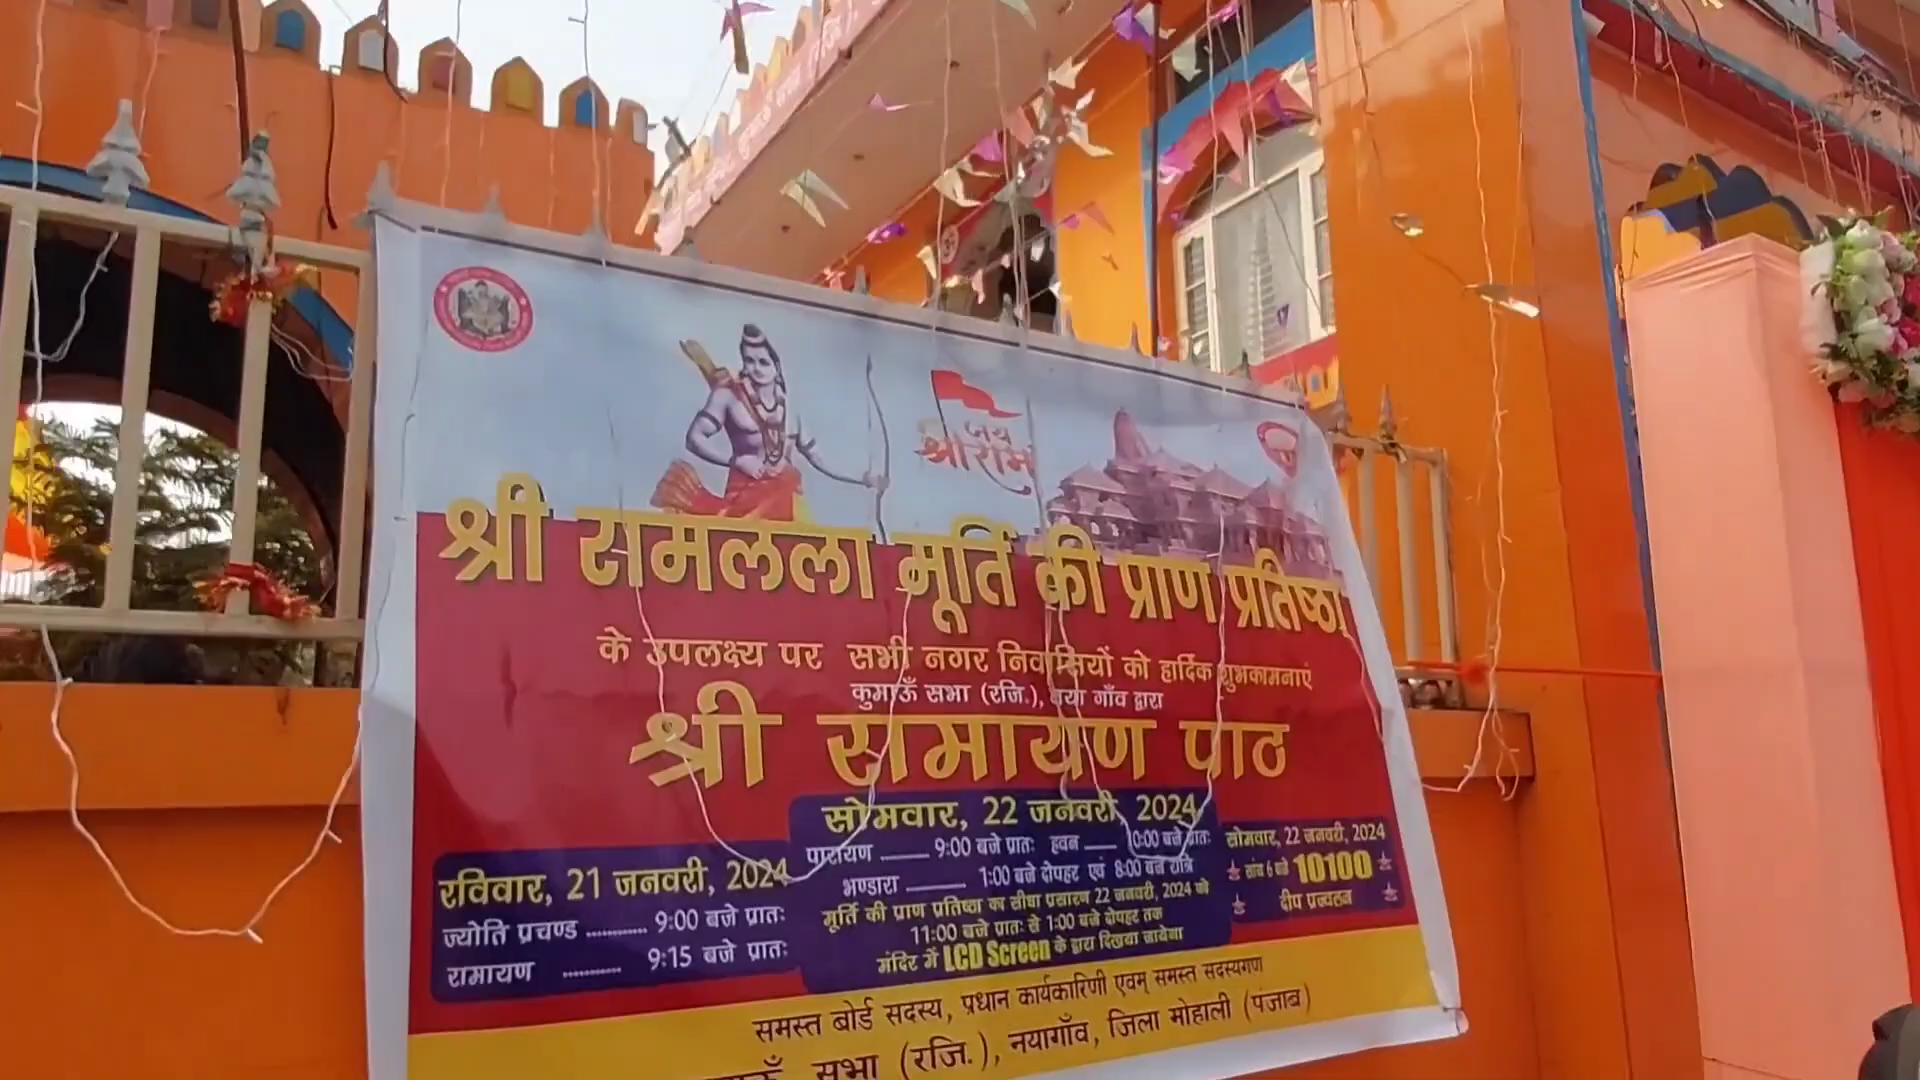 जय
श्री राम
श्री रामलला मूर्ति की प्राण प्रतिष्ठा
के उपलक्ष्य पर सभी नगर निवासियों को हार्दिक शुभकामनाएं
कुमाऊँ सभा (रजि.), नया गाँव द्वारा
श्री रामायण पाठ
रविवार, 21 जनवरी, 2024
ज्योति प्रचण्ड ............ 9:00 बजे प्रातः
रामायण ............ 9:15 बजे प्रातः
सोमवार, 22 जनवरी, 2024
पारायण —— 9:00 बजे प्रातः हवन —— 10:00 बजे प्रातः
भण्डारा —— 1:00 बजे दोपहर एवं 8:00 बजे रात्रि
मूर्ति की प्राण प्रतिष्ठा का सीधा प्रसारण 22 जनवरी, 2024 को
11:00 बजे प्रातः से 1:00 बजे दोपहर तक
मंदिर में LCD Screen के द्वारा दिखया जायेगा
सोमवार, 22 जनवरी, 2024
सांय 6 बजे 10100
दीप प्रज्वलन
समस्त बोर्ड सदस्य, प्रधान कार्यकारिणी एवम् समस्त सदस्यगण
सभा (रजि.), नयागाँव, जिला मोहाली (पंजाब)